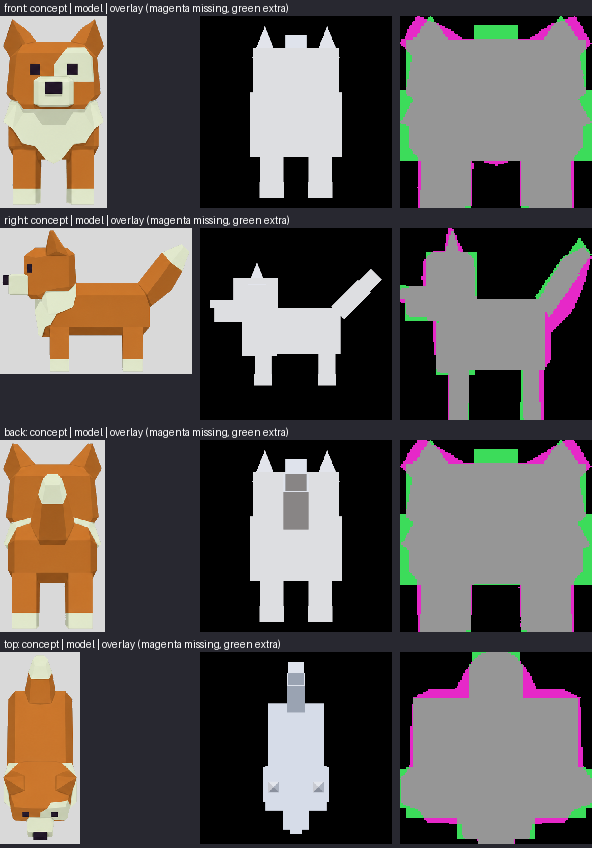 front: concept | model | overlay (magenta missing, green extra)
right: concept | model | overlay (magenta missing, green extra)
back: concept | model | overlay (magenta missing, green extra)
top: concept | model | overlay (magenta missing, green extra)